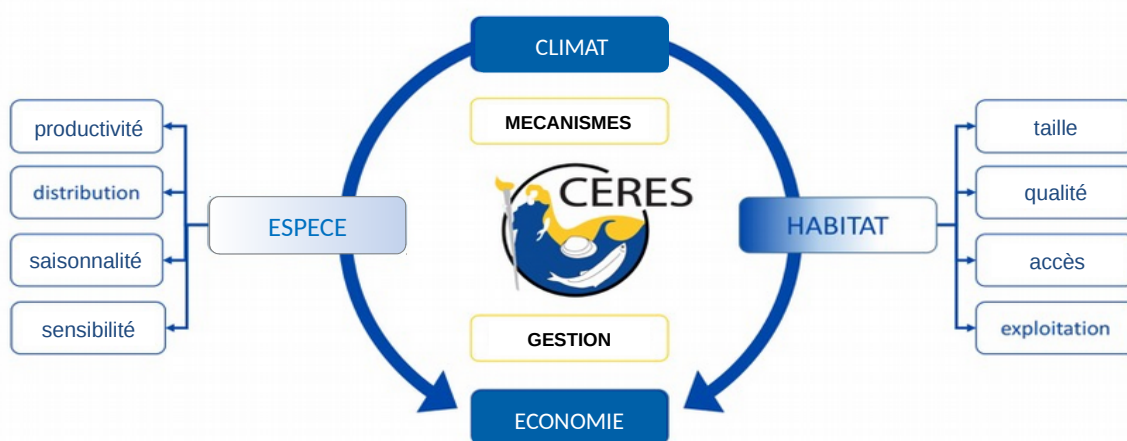 CLIMAT
MECANISMES
CERES
GESTION
ECONOMIE
ESPECE
productivité
distribution
saisonnalité
sensibilité
HABITAT
taille
qualité
accès
exploitation